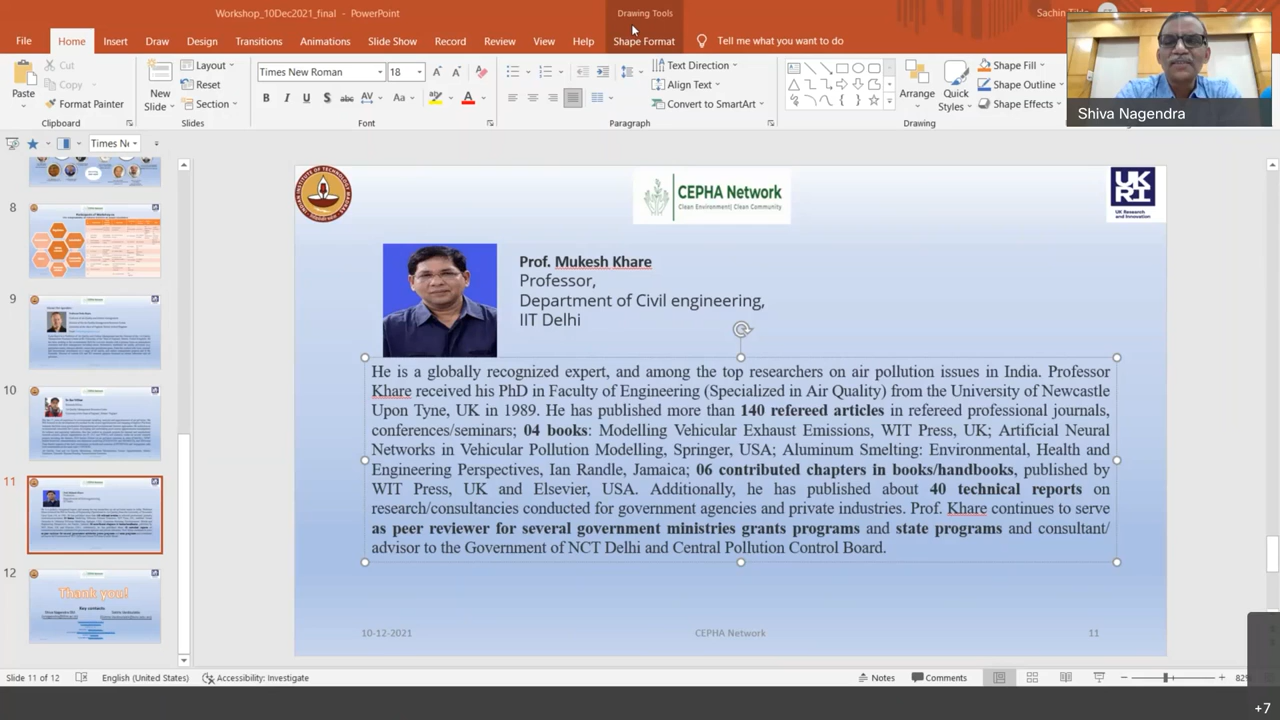 Workshop_10Dec2021_final - PowerPoint
Drawing Tools
File Home Insert Draw Design Transitions Animations Slide Show Record Review View Help Shape Format Tell me what you want to do
Paste
Cut
Copy
Format Painter
Clipboard
New Slide
Layout
Reset
Section
Slides
Times New Roman 18
Font
Text Direction
Align Text
Convert to SmartArt
Paragraph
Arrange
Quick Styles
Shape Fill
Shape Outline
Shape Effects
Drawing
Shiva Nagendra
8
9
10
11
12
Thank you!
Key contacts
CEPHA Network
Clean Environment| Clean Community
UK
RI
UK Research
and Innovation
Prof. Mukesh Khare
Professor,
Department of Civil engineering,
IIT Delhi
He is a globally recognized expert, and among the top researchers on air pollution issues in India. Professor
Khare received his PhD in Faculty of Engineering (Specialized in Air Quality) from the University of Newcastle
Upon Tyne, UK in 1989. He has published more than 140 refereed articles in refereed professional journals,
conferences/seminars; 04 books: Modelling Vehicular Exhaust Emissions, WIT Press, UK; Artificial Neural
Networks in Vehicular Pollution Modelling, Springer, USA; Aluminum Smelting: Environmental, Health and
Engineering Perspectives, Ian Randle, Jamaica; 06 contributed chapters in books/handbooks, published by
WIT Press, UK and Elsevier, USA. Additionally, he has published about 40 technical reports on
research/consultancies conducted for government agencies and private industries. Prof. Khare continues to serve
as peer reviewer for several government ministries grants programs and state programs and consultant/
advisor to the Government of NCT Delhi and Central Pollution Control Board.
10-12-2021
CEPHA Network
11
Slide 11 of 12
English (United States)
Accessibility: Investigate
Notes
Comments
+7